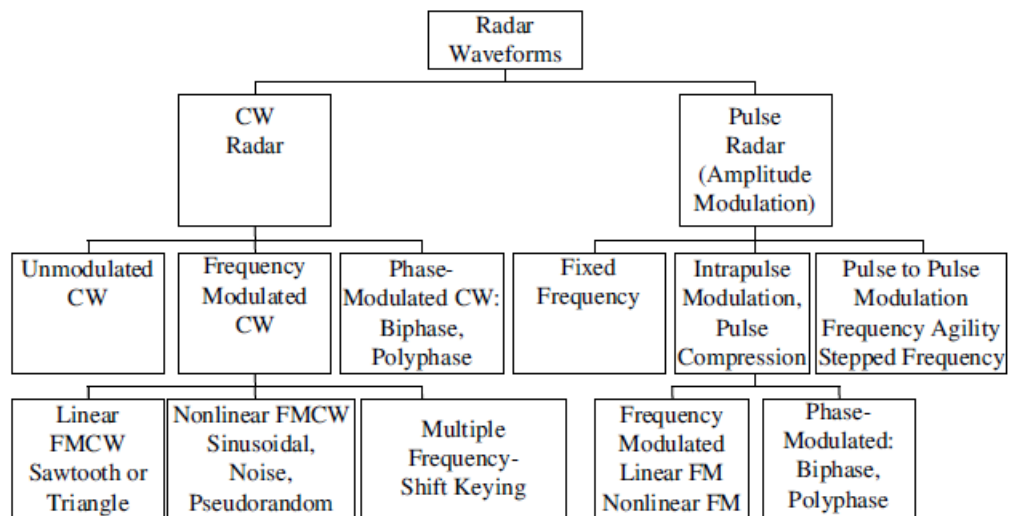 Radar
Waveforms
CW
Radar
Pulse
Radar
(Amplitude
Modulation)
Unmodulated
CW
Frequency
Modulated
CW
Phase-
Modulated CW:
Biphase,
Polyphase
Fixed
Frequency
Intrapulse
Modulation,
Pulse
Compression
Pulse to Pulse
Modulation
Frequency Agility
Stepped Frequency
Linear
FMCW
Sawtooth or
Triangle
Nonlinear FMCW
Sinusoidal,
Noise,
Pseudorandom
Multiple
Frequency-
Shift Keying
Frequency
Modulated
Linear FM
Nonlinear FM
Phase-
Modulated:
Biphase,
Polyphase